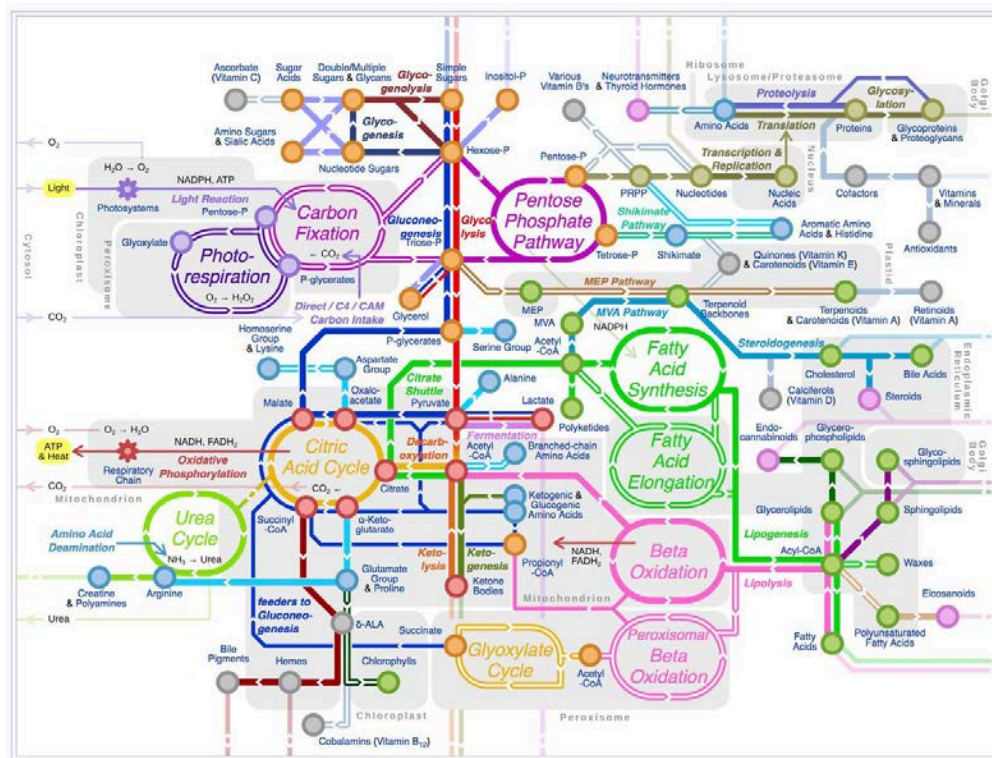 Ascorbate
(Vitamin C)
Sugar
Acids
Double/Multiple
Sugars & Glycans
Glyco-
genolysis
Simple
Sugars
Inositol-P
Various
Vitamin B's
Neurotransmitters
& Thyroid Hormones
Ribosome
Lysosome/Proteasome
Proteolysis
Glycosy-
lation
Golgi
Body
Amino Sugars
& Sialic Acids
Glyco-
genesis
Nucleotide Sugars
Hexose-P
Amino Acids
Translation
Proteins
Glycoproteins
& Proteoglycans
O₂
H₂O → O₂
NADPH, ATP
Light
Light Reaction
Photosystems
Pentose-P
Carbon
Fixation
Gluconeo-
genesis
Glyco-
lysis
Pentose-P
Pentose
Phosphate
Pathway
Transcription &
Replication
PRPP
Nucleotides
Nucleic
Acids
Nucleus
Cofactors
Vitamins
& Minerals
Shikimate
Pathway
Aromatic Amino
Acids & Histidine
Antioxidants
Cytosol
Chloroplast
Peroxisome
Glyoxylate
Photo-
respiration
← CO₂
Triose-P
Tetrose-P
Shikimate
Quinones (Vitamin K)
& Carotenoids (Vitamin E)
Plastid
P-glycerates
O₂ → H₂O₂
Direct / C4 / CAM
Carbon Intake
CO₂
Glycerol
MEP Pathway
MEP
MVA Pathway
MVA
Terpenoid
Backbones
Terpenoids
& Carotenoids (Vitamin A)
Retinoids
(Vitamin A)
Homoserine
Group
& Lysine
P-glycerates
Serine Group
Acetyl
-CoA
NADPH
Fatty
Acid
Synthesis
Steroidogenesis
Cholesterol
Bile Acids
Endoplasmic
Reticulum
Aspartate
Group
Citrate
Shuttle
Alanine
Calciferols
(Vitamin D)
Steroids
Malate
Oxalo-
acetate
Pyruvate
Lactate
Polyketides
O₂
O₂ → H₂O
ATP
& Heat
NADH, FADH₂
Oxidative
Phosphorylation
Respiratory
Chain
CO₂
Mitochondrion
Citric
Acid Cycle
CO₂ ←
Decarb-
oxylation
Fermentation
Acetyl
-CoA
Branched-chain
Amino Acids
Citrate
Fatty
Acid
Elongation
Endo-
cannabinoids
Glycero-
phospholipids
Glyco-
sphingolipids
Golgi
Body
Urea
Cycle
Succinyl
-CoA
α-Keto-
glutarate
Ketogenic &
Glucogenic
Amino Acids
Glycerolipids
Sphingolipids
Lipogenesis
Amino Acid
Deamination
NH₃ → Urea
Keto-
lysis
Keto-
genesis
Propionyl
-CoA
NADH,
FADH₂
Beta
Oxidation
Acyl-CoA
Lipolysis
Waxes
Creatine
& Polyamines
Arginine
Glutamate
Group
& Proline
Ketone
Bodies
Mitochondrion
Eicosanoids
Urea
feeders to
Gluconeo-
genesis
δ-ALA
Succinate
Glyoxylate
Cycle
Acetyl
-CoA
Peroxisomal
Beta
Oxidation
Fatty
Acids
Polyunsaturated
Fatty Acids
Bile
Pigments
Hemes
Chlorophylls
Chloroplast
Peroxisome
Cobalamins (Vitamin B₁₂)